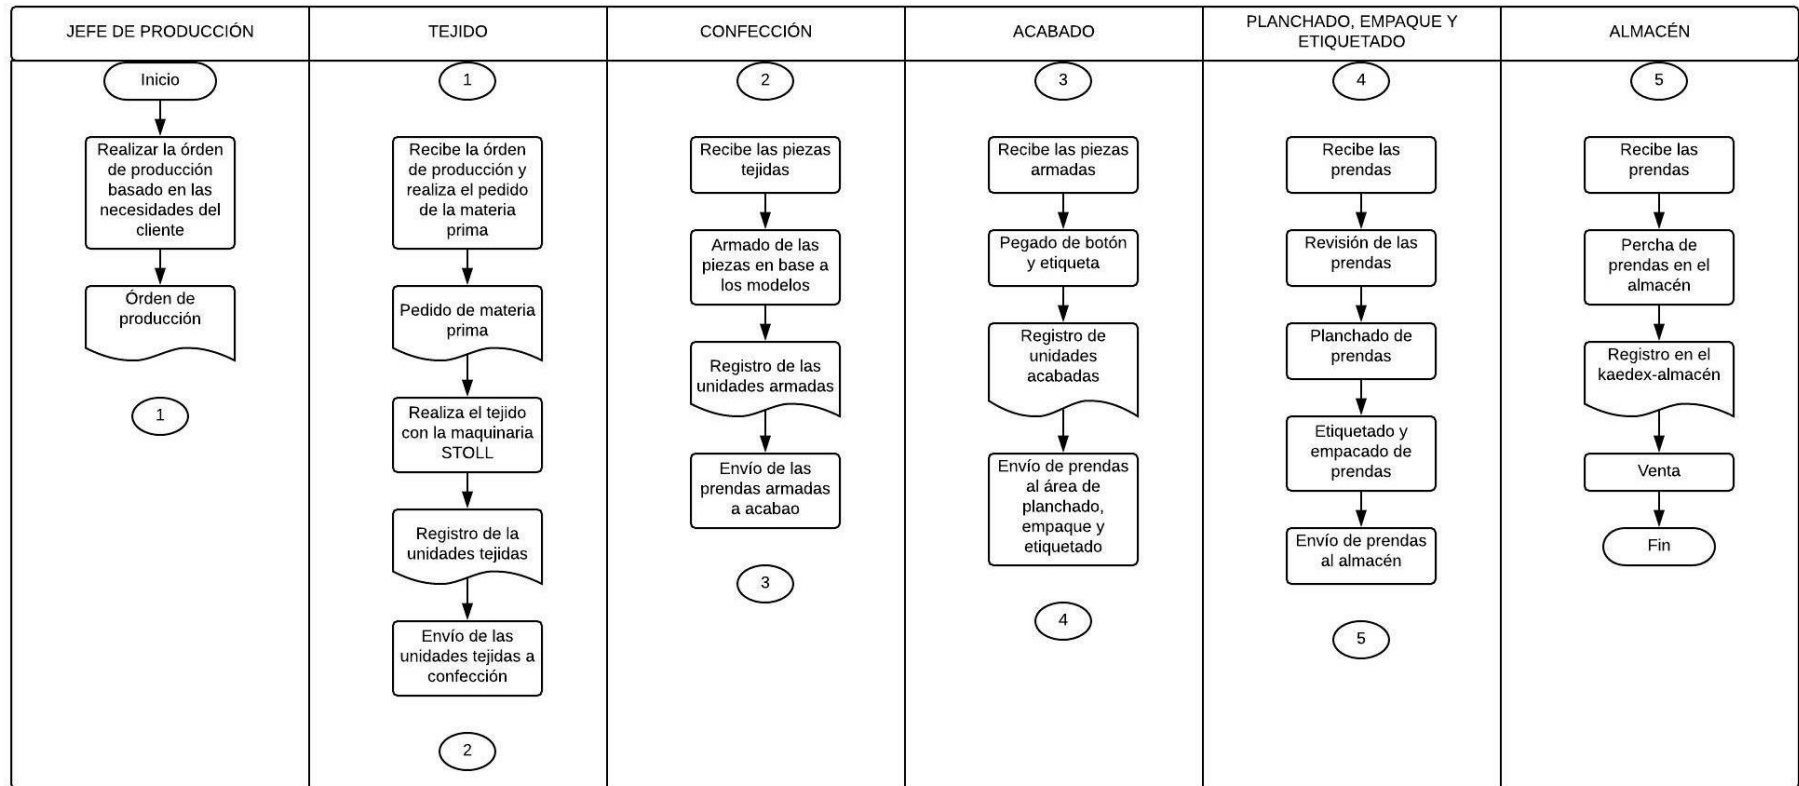 JEFE DE PRODUCCIÓN
TEJIDO
CONFECCIÓN
ACABADO
PLANCHADO, EMPAQUE Y
ETIQUETADO
ALMACÉN
Inicio
Realizar la órden
de producción
basado en las
necesidades del
cliente
Órden de
producción
1
1
Recibe la órden
de producción y
realiza el pedido
de la materia
prima
Pedido de materia
prima
Realiza el tejido
con la maquinaria
STOLL
Registro de la
unidades tejidas
Envío de las
unidades tejidas a
confección
2
2
Recibe las piezas
tejidas
Armado de las
piezas en base a
los modelos
Registro de las
unidades armadas
Envío de las
prendas armadas
a acabao
3
3
Recibe las piezas
armadas
Pegado de botón
y etiqueta
Registro de
unidades
acabadas
Envío de prendas
al área de
planchado,
empaque y
etiquetado
4
4
Recibe las
prendas
Revisión de las
prendas
Planchado de
prendas
Etiquetado y
empacado de
prendas
Envío de prendas
al almacén
5
5
Recibe las
prendas
Percha de
prendas en el
almacén
Registro en el
kaedex-almacén
Venta
Fin